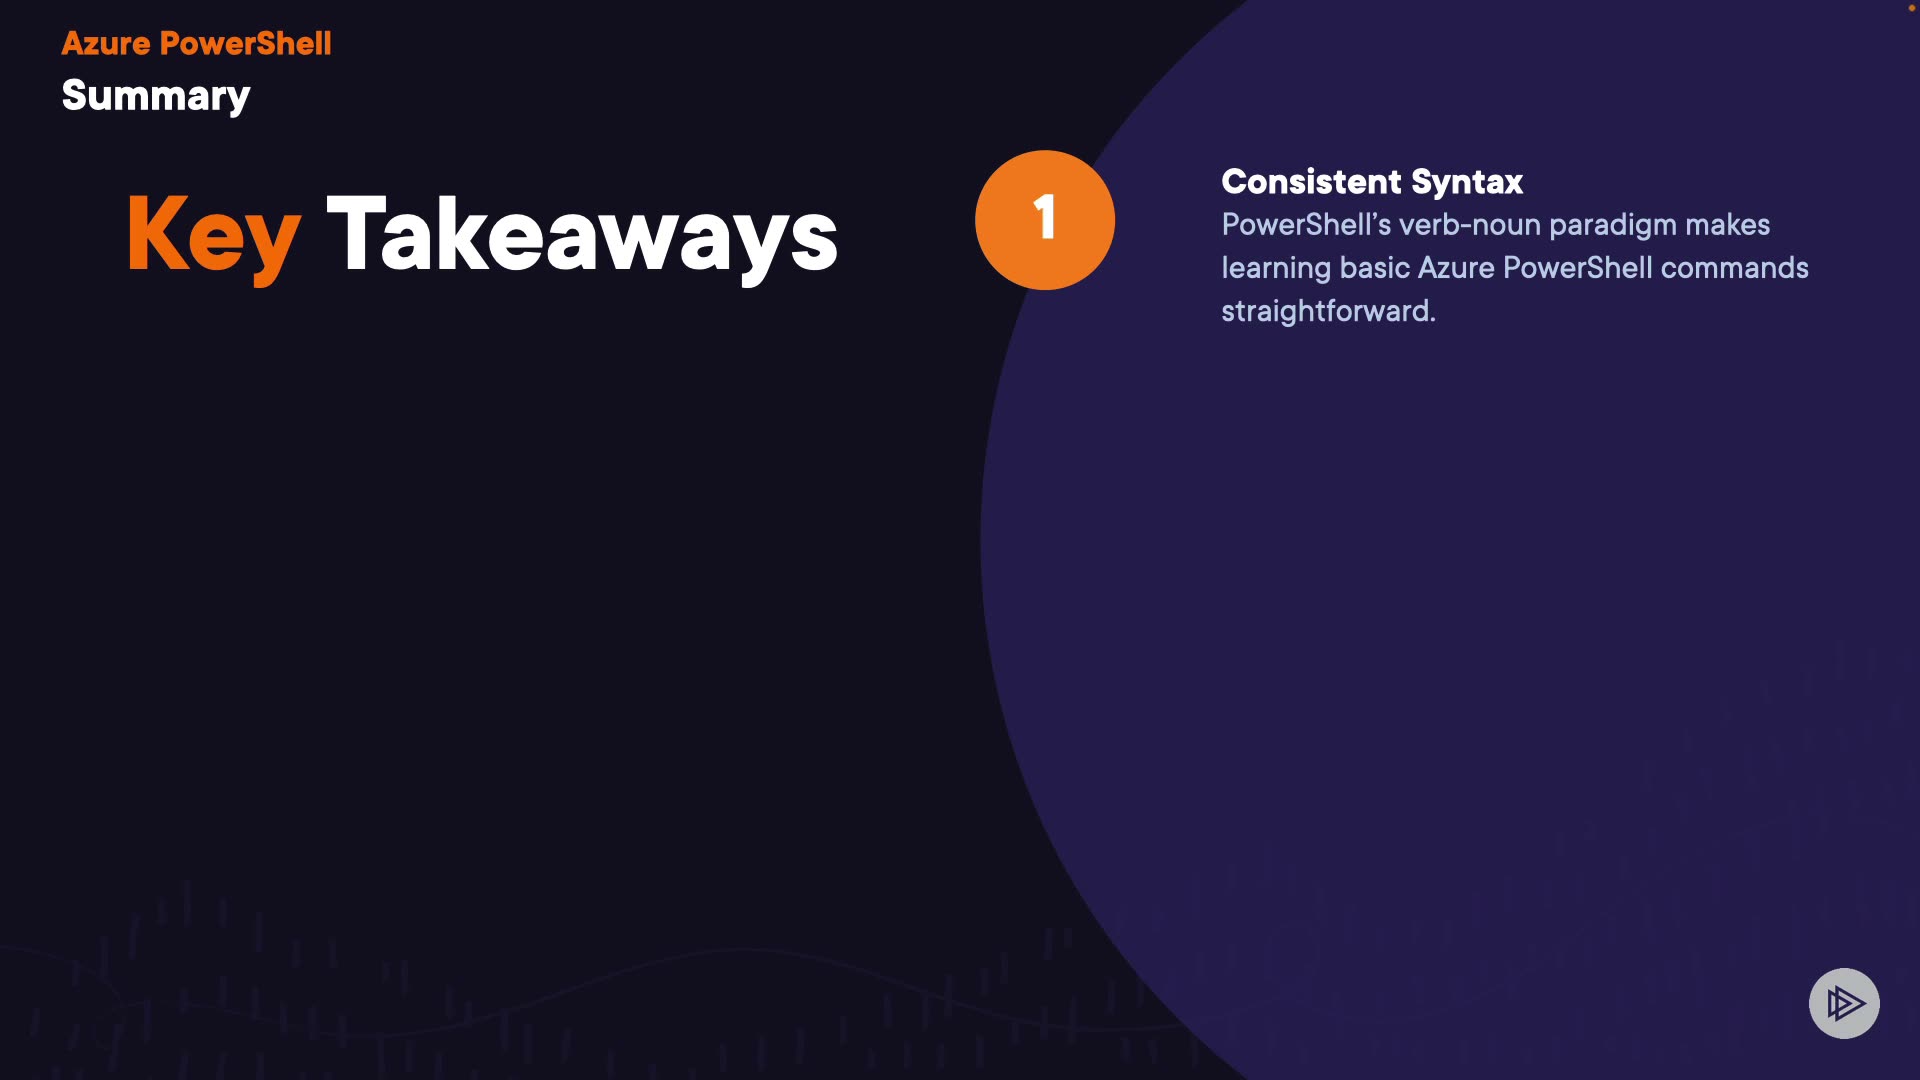 Azure PowerShell
Summary
Key Takeaways
1
Consistent Syntax
PowerShell’s verb-noun paradigm makes
learning basic Azure PowerShell commands
straightforward.